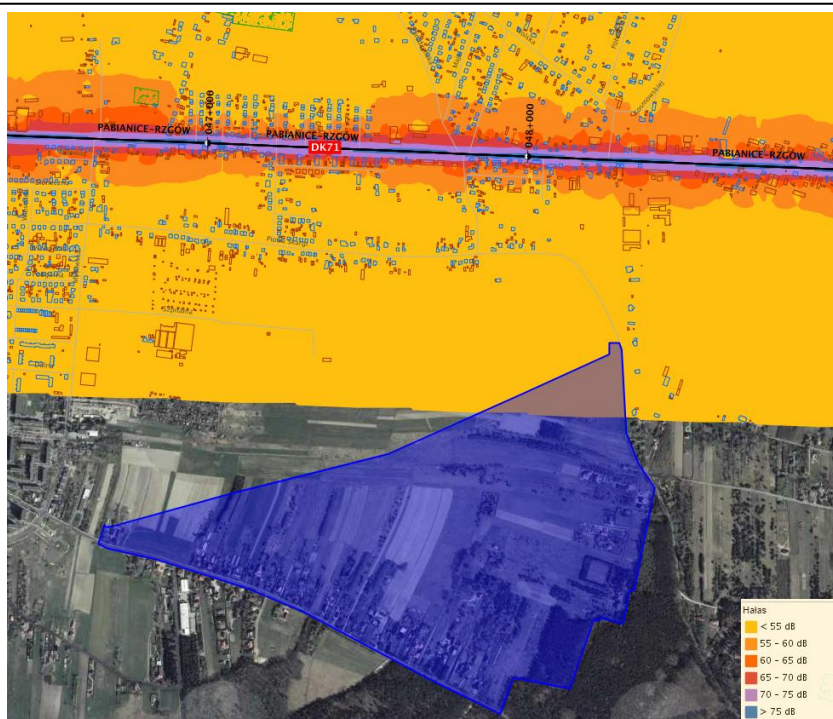 PABIANICE-RZGÓW
047+000
PABIANICE-RZGÓW
DK71
048+000
PABIANICE-RZGÓW
Szpitalna
Hałas
< 55 dB
55 - 60 dB
60 - 65 dB
65 - 70 dB
70 - 75 dB
> 75 dB